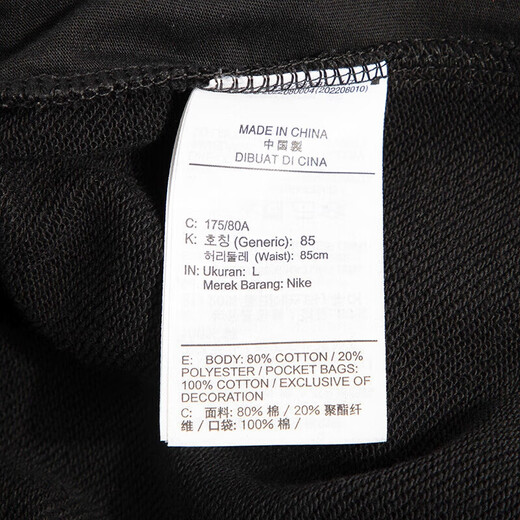 MADE IN CHINA
中国製
DIBUAT DI CINA
C: 175/80A
K: 호칭 (Generic): 85
허리둘레 (Waist): 85cm
IN: Ukuran: L
Merek Barang: Nike
E: BODY: 80% COTTON / 20%
POLYESTER / POCKET BAGS:
100% COTTON / EXCLUSIVE OF
DECORATION
C: 面料: 80% 棉 / 20% 聚酯纤
维 / 口袋: 100% 棉 /